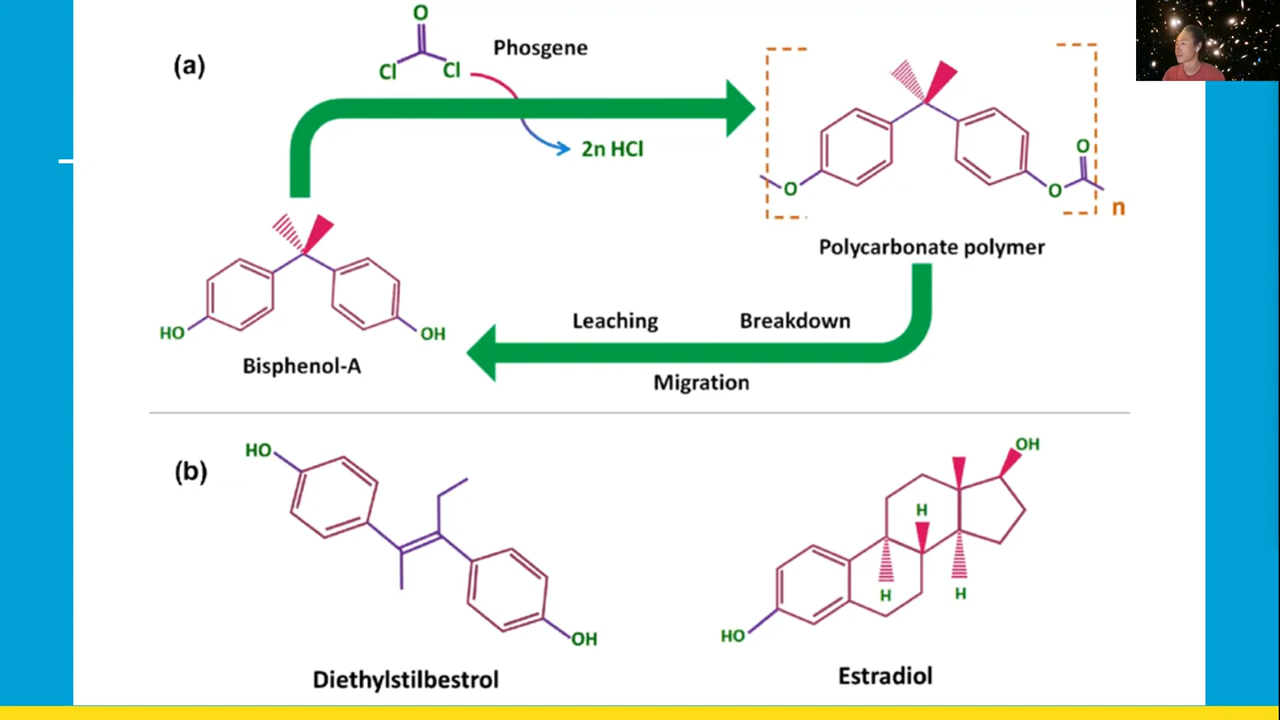 (a)
O
Cl
Cl
Phosgene
2n HCl
O
O
O
n
Polycarbonate polymer
HO
OH
Bisphenol-A
Leaching
Breakdown
Migration
(b)
HO
OH
Diethylstilbestrol
OH
H
H
H
HO
Estradiol